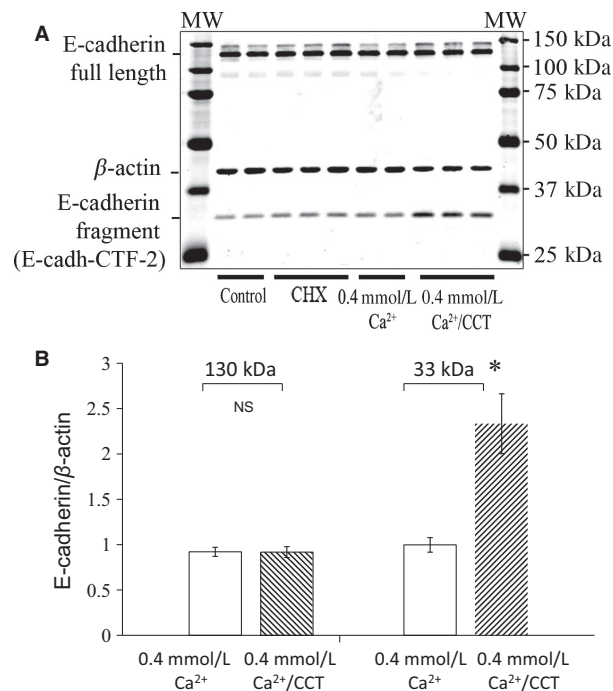 A
MW
MW
E-cadherin
full length
150 kDa
100 kDa
75 kDa
50 kDa
β-actin
37 kDa
E-cadherin
fragment
(E-cadh-CTF-2)
25 kDa
Control
CHX
0.4 mmol/L
Ca²⁺
0.4 mmol/L
Ca²⁺/CCT
B
E-cadherin/β-actin
3
2.5
2
1.5
1
0.5
0
130 kDa
NS
33 kDa
*
0.4 mmol/L
Ca²⁺
0.4 mmol/L
Ca²⁺/CCT
0.4 mmol/L
Ca²⁺
0.4 mmol/L
Ca²⁺/CCT